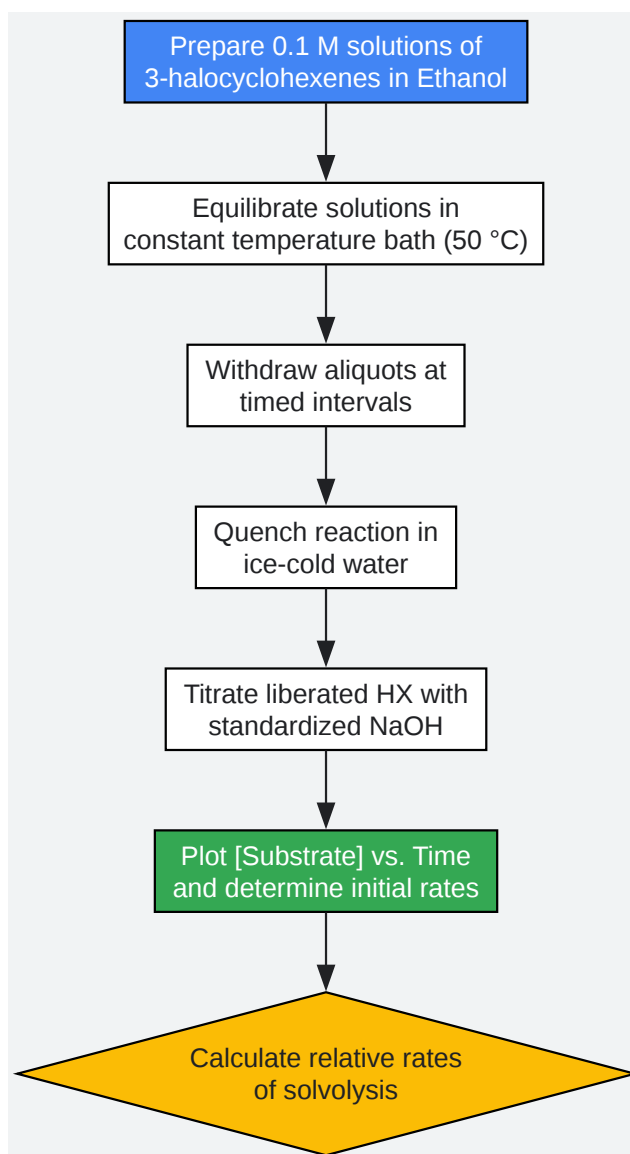 Prepare 0.1 M solutions of
3-halocyclohexenes in Ethanol
Equilibrate solutions in
constant temperature bath (50 °C)
Withdraw aliquots at
timed intervals
Quench reaction in
ice-cold water
Titrate liberated HX with
standardized NaOH
Plot [Substrate] vs. Time
and determine initial rates
Calculate relative rates
of solvolysis